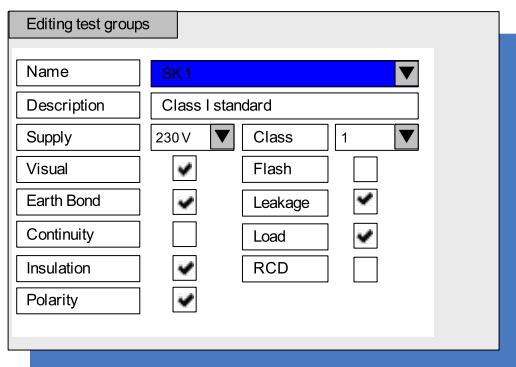 Editing test groups
Name SK1
Description Class I standard
Supply 230 V Class 1
Visual Flash
Earth Bond Leakage
Continuity Load
Insulation RCD
Polarity